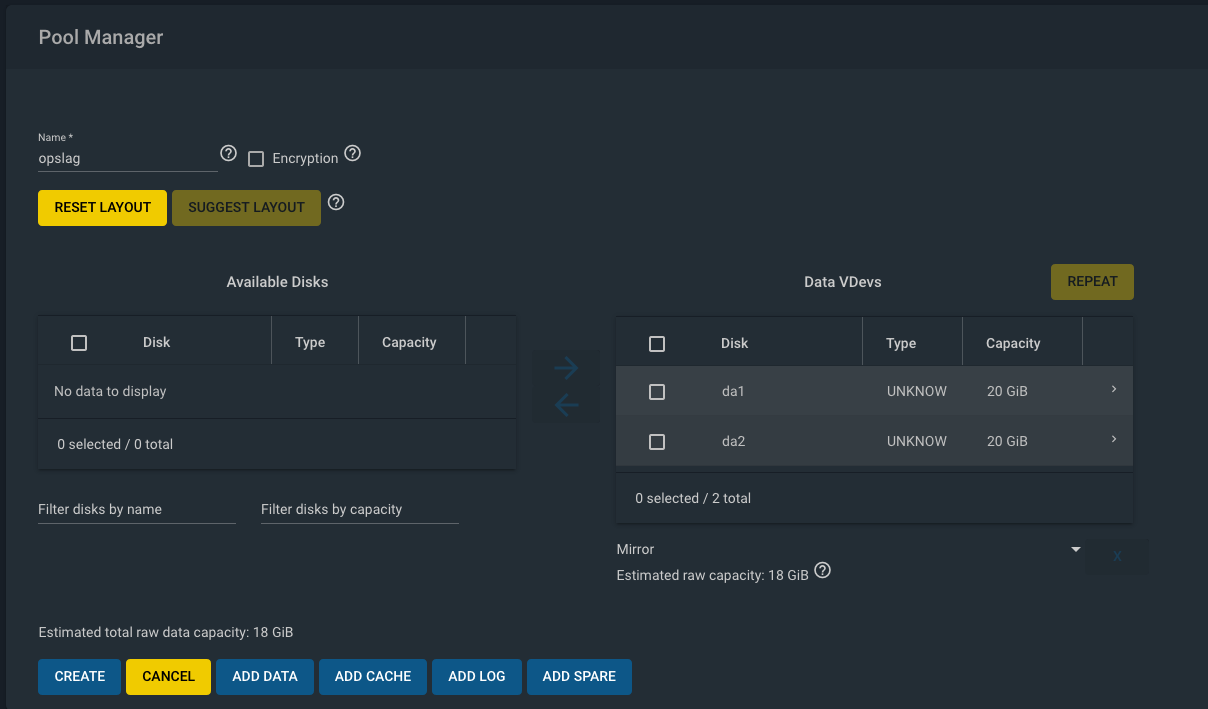 Pool Manager
Name *
opslag
Encryption
RESET LAYOUT SUGGEST LAYOUT
Available Disks
Disk Type Capacity
No data to display
0 selected / 0 total
Filter disks by name Filter disks by capacity
Data VDevs REPEAT
Disk Type Capacity
da1 UNKNOW 20 GiB
da2 UNKNOW 20 GiB
0 selected / 2 total
Mirror X
Estimated raw capacity: 18 GiB
Estimated total raw data capacity: 18 GiB
CREATE CANCEL ADD DATA ADD CACHE ADD LOG ADD SPARE